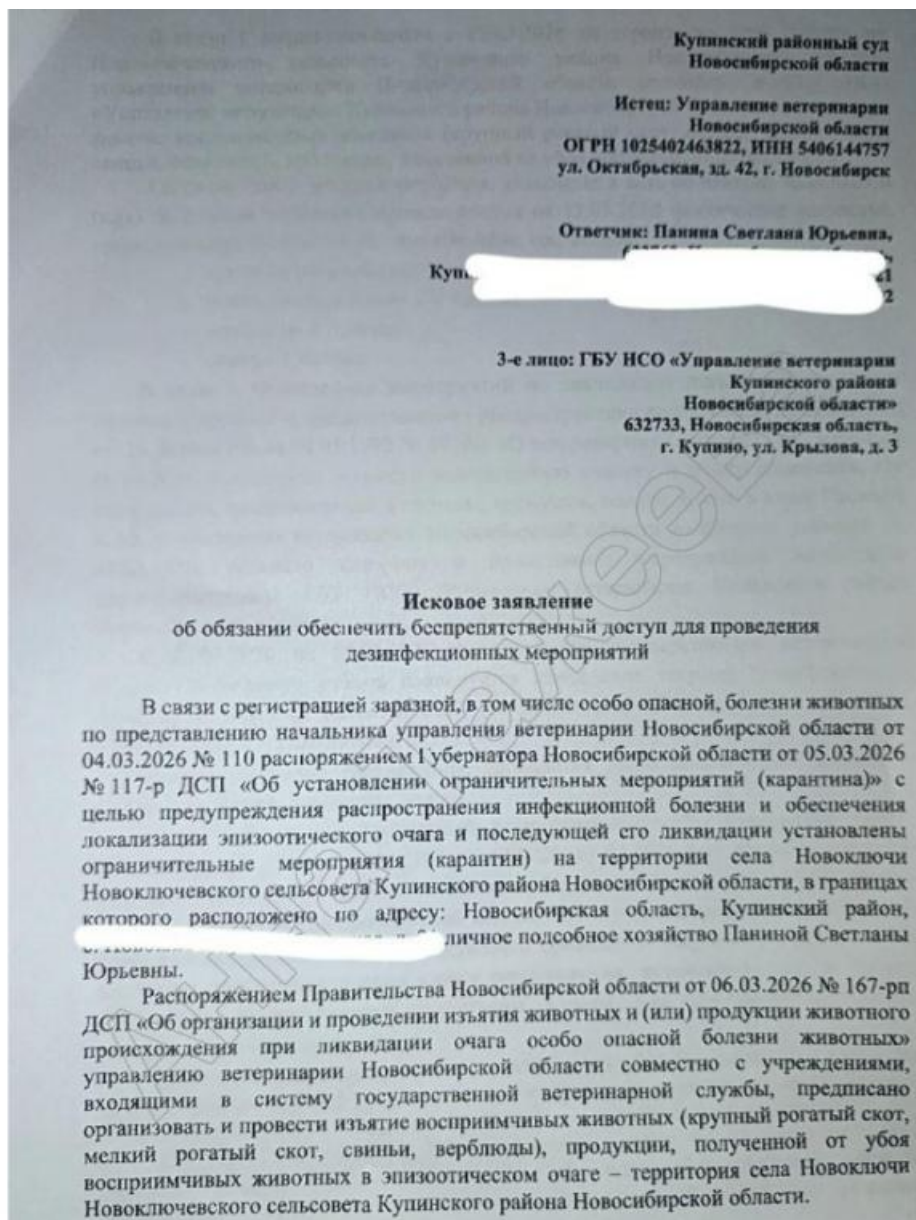 Купинский районный суд
Новосибирской области
Истец: Управление ветеринарии
Новосибирской области
ОГРН 1025402463822, ИНН 5406144757
ул. Октябрьская, зд. 42, г. Новосибирск
Ответчик: Панина Светлана Юрьевна,
3-е лицо: ГБУ НСО «Управление ветеринарии
Купинского района
Новосибирской области»
632733, Новосибирская область,
г. Купино, ул. Крылова, д. 3
Исковое заявление
об обязании обеспечить беспрепятственный доступ для проведения
дезинфекционных мероприятий
В связи с регистрацией заразной, в том числе особо опасной, болезни животных
по представлению начальника управления ветеринарии Новосибирской области от
04.03.2026 № 110 распоряжением Губернатора Новосибирской области от 05.03.2026
№ 117-р ДСП «Об установлении ограничительных мероприятий (карантина)» с
целью предупреждения распространения инфекционной болезни и обеспечения
локализации эпизоотического очага и последующей его ликвидации установлены
ограничительные мероприятия (карантин) на территории села Новоключи
Новоключевского сельсовета Купинского района Новосибирской области, в границах
которого расположено по адресу: Новосибирская область, Купинский район,
личное подсобное хозяйство Паниной Светланы
Юрьевны.
Распоряжением Правительства Новосибирской области от 06.03.2026 № 167-рп
ДСП «Об организации и проведении изъятия животных и (или) продукции животного
происхождения при ликвидации очага особо опасной болезни животных»
управлению ветеринарии Новосибирской области совместно с учреждениями,
входящими в систему государственной ветеринарной службы, предписано
организовать и провести изъятие восприимчивых животных (крупный рогатый скот,
мелкий рогатый скот, свиньи, верблюды), продукции, полученной от убоя
восприимчивых животных в эпизоотическом очаге – территория села Новоключи
Новоключевского сельсовета Купинского района Новосибирской области.